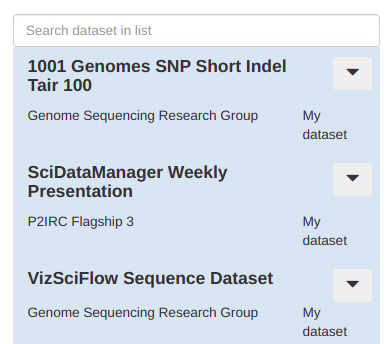 Search dataset in list
1001 Genomes SNP Short Indel
Tair 100
Genome Sequencing Research Group My
dataset
SciDataManager Weekly
Presentation
P2IRC Flagship 3 My
dataset
VizSciFlow Sequence Dataset
Genome Sequencing Research Group My
dataset